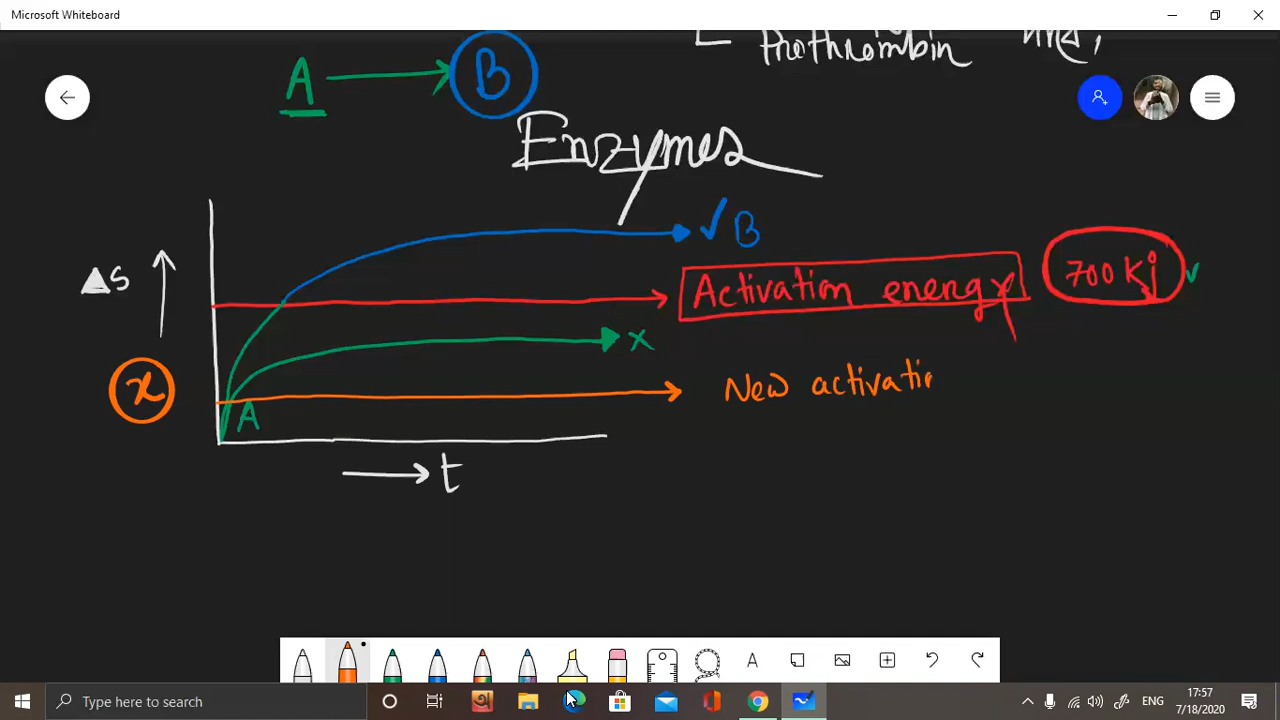 Microsoft Whiteboard
Prothrombin
A → B
Enzymes
✓ B
Δs
Activation energy 700 Kj ✓
x
x
New activatio
A
t
A
Type here to search
ENG
17:57
7/18/2020